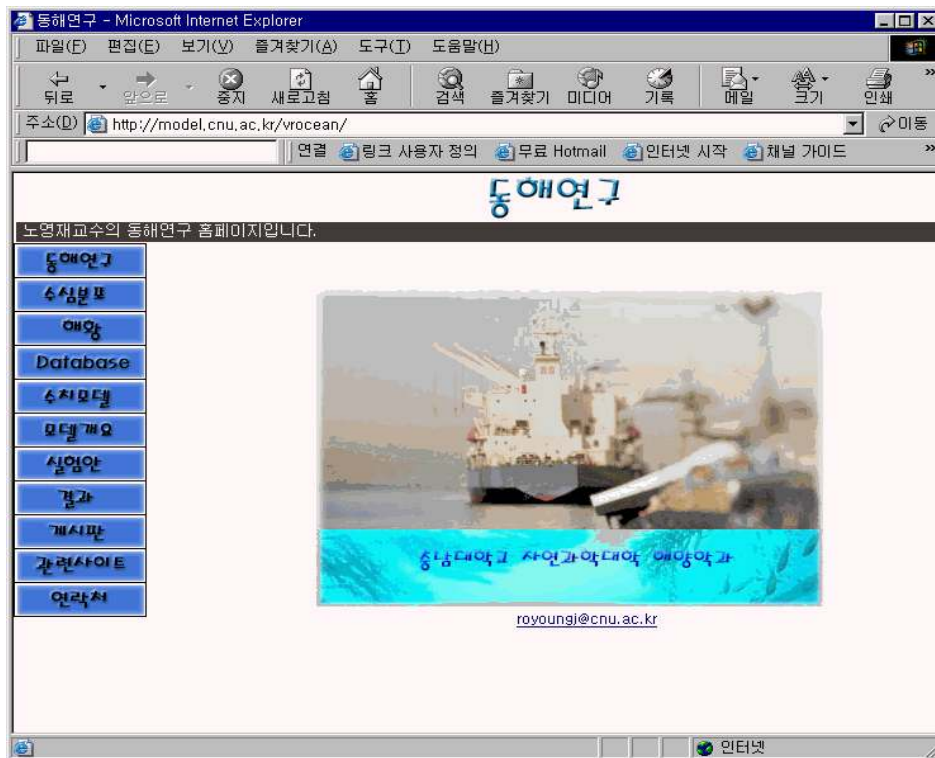 동해연구 - Microsoft Internet Explorer
파일(F) 편집(E) 보기(V) 즐겨찾기(A) 도구(T) 도움말(H)
뒤로 앞으로 중지 새로고침 홈 검색 즐겨찾기 미디어 기록 메일 크기 인쇄 »
주소(D) http://model.cnu.ac.kr/vrocean/ 이동
연결 링크 사용자 정의 무료 Hotmail 인터넷 시작 채널 가이드 »
동해연구
노영재교수의 동해연구 홈페이지입니다.
동해연구
수심분포
해황
Database
수치모델
모델개요
실험안
결과
게시판
관련사이트
연락처
충남대학교 자연과학대학 해양학과
royoungj@cnu.ac.kr
인터넷